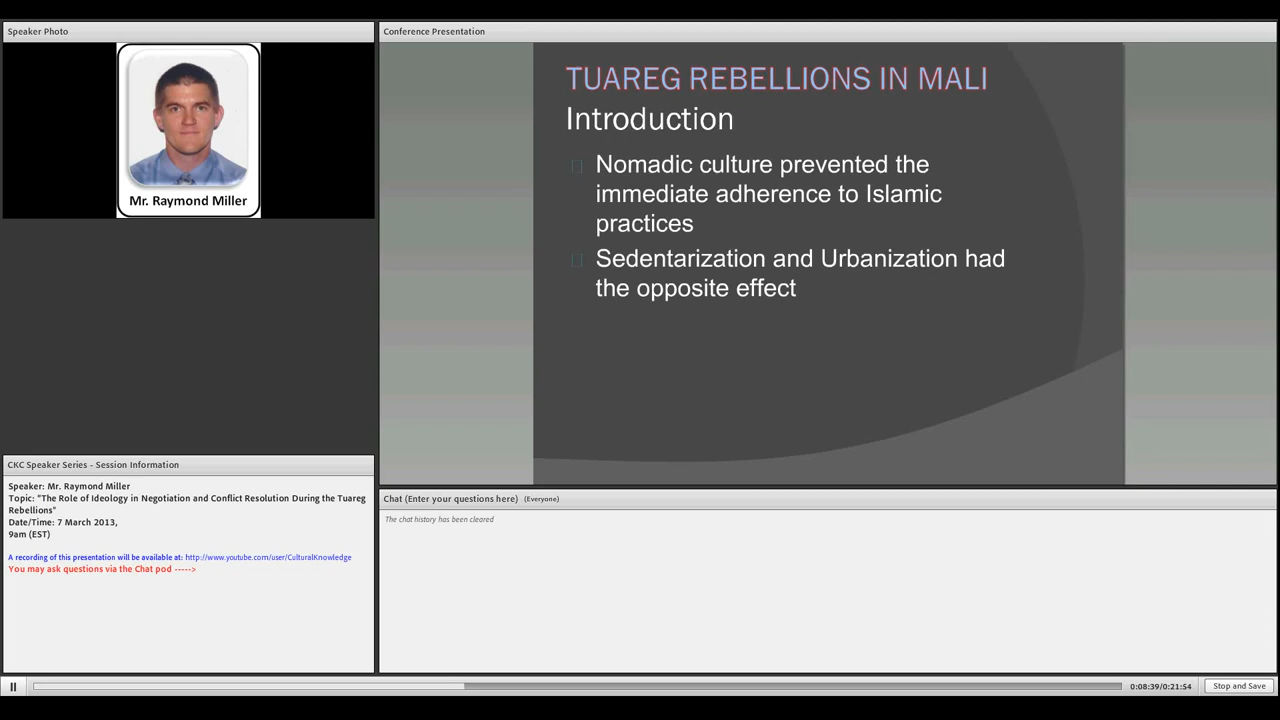 Speaker Photo
Mr. Raymond Miller
Conference Presentation
TUAREG REBELLIONS IN MALI
Introduction
Nomadic culture prevented the
immediate adherence to Islamic
practices
Sedentarization and Urbanization had
the opposite effect
CKC Speaker Series - Session Information
Speaker: Mr. Raymond Miller
Topic: "The Role of Ideology in Negotiation and Conflict Resolution During the Tuareg
Rebellions"
Date/Time: 7 March 2013,
9am (EST)
A recording of this presentation will be available at: http://www.youtube.com/user/CulturalKnowledge
You may ask questions via the Chat pod ----->
Chat (Enter your questions here) (Everyone)
The chat history has been cleared
0:08:39/0:21:54
Stop and Save